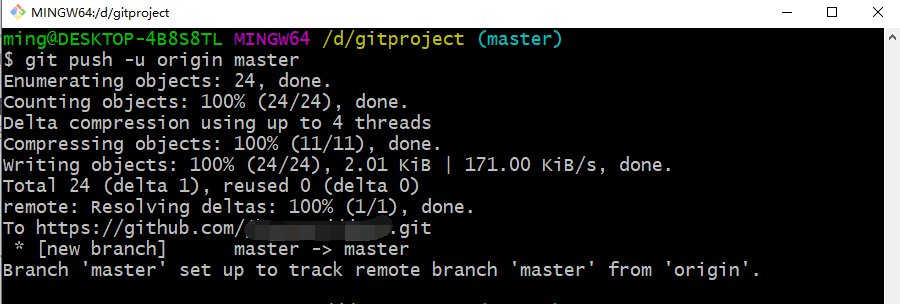 MINGW64:/d/gitproject
ming@DESKTOP-4B8S8TL MINGW64 /d/gitproject (master)
$ git push -u origin master
Enumerating objects: 24, done.
Counting objects: 100% (24/24), done.
Delta compression using up to 4 threads
Compressing objects: 100% (11/11), done.
Writing objects: 100% (24/24), 2.01 KiB | 171.00 KiB/s, done.
Total 24 (delta 1), reused 0 (delta 0)
remote: Resolving deltas: 100% (1/1), done.
To https://github.com/ .git
 * [new branch]      master -> master
Branch 'master' set up to track remote branch 'master' from 'origin'.